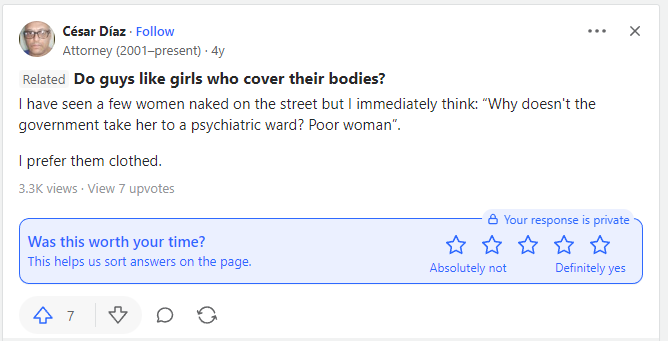 César Díaz · Follow
Attorney (2001–present) · 4y
Related Do guys like girls who cover their bodies?
I have seen a few women naked on the street but I immediately think: “Why doesn't the
government take her to a psychiatric ward? Poor woman”.
I prefer them clothed.
3.3K views · View 7 upvotes
Your response is private
Was this worth your time?
This helps us sort answers on the page.
Absolutely not
Definitely yes
7